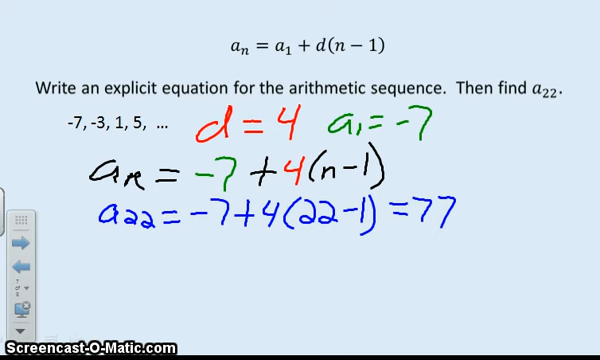 aₙ = a₁ + d(n − 1)
Write an explicit equation for the arithmetic sequence. Then find a₂₂.
-7, -3, 1, 5, ... d = 4 a₁ = -7
aₙ = -7 + 4(n-1)
a₂₂ = -7+4(22-1) = 77
Screencast-O-Matic.com